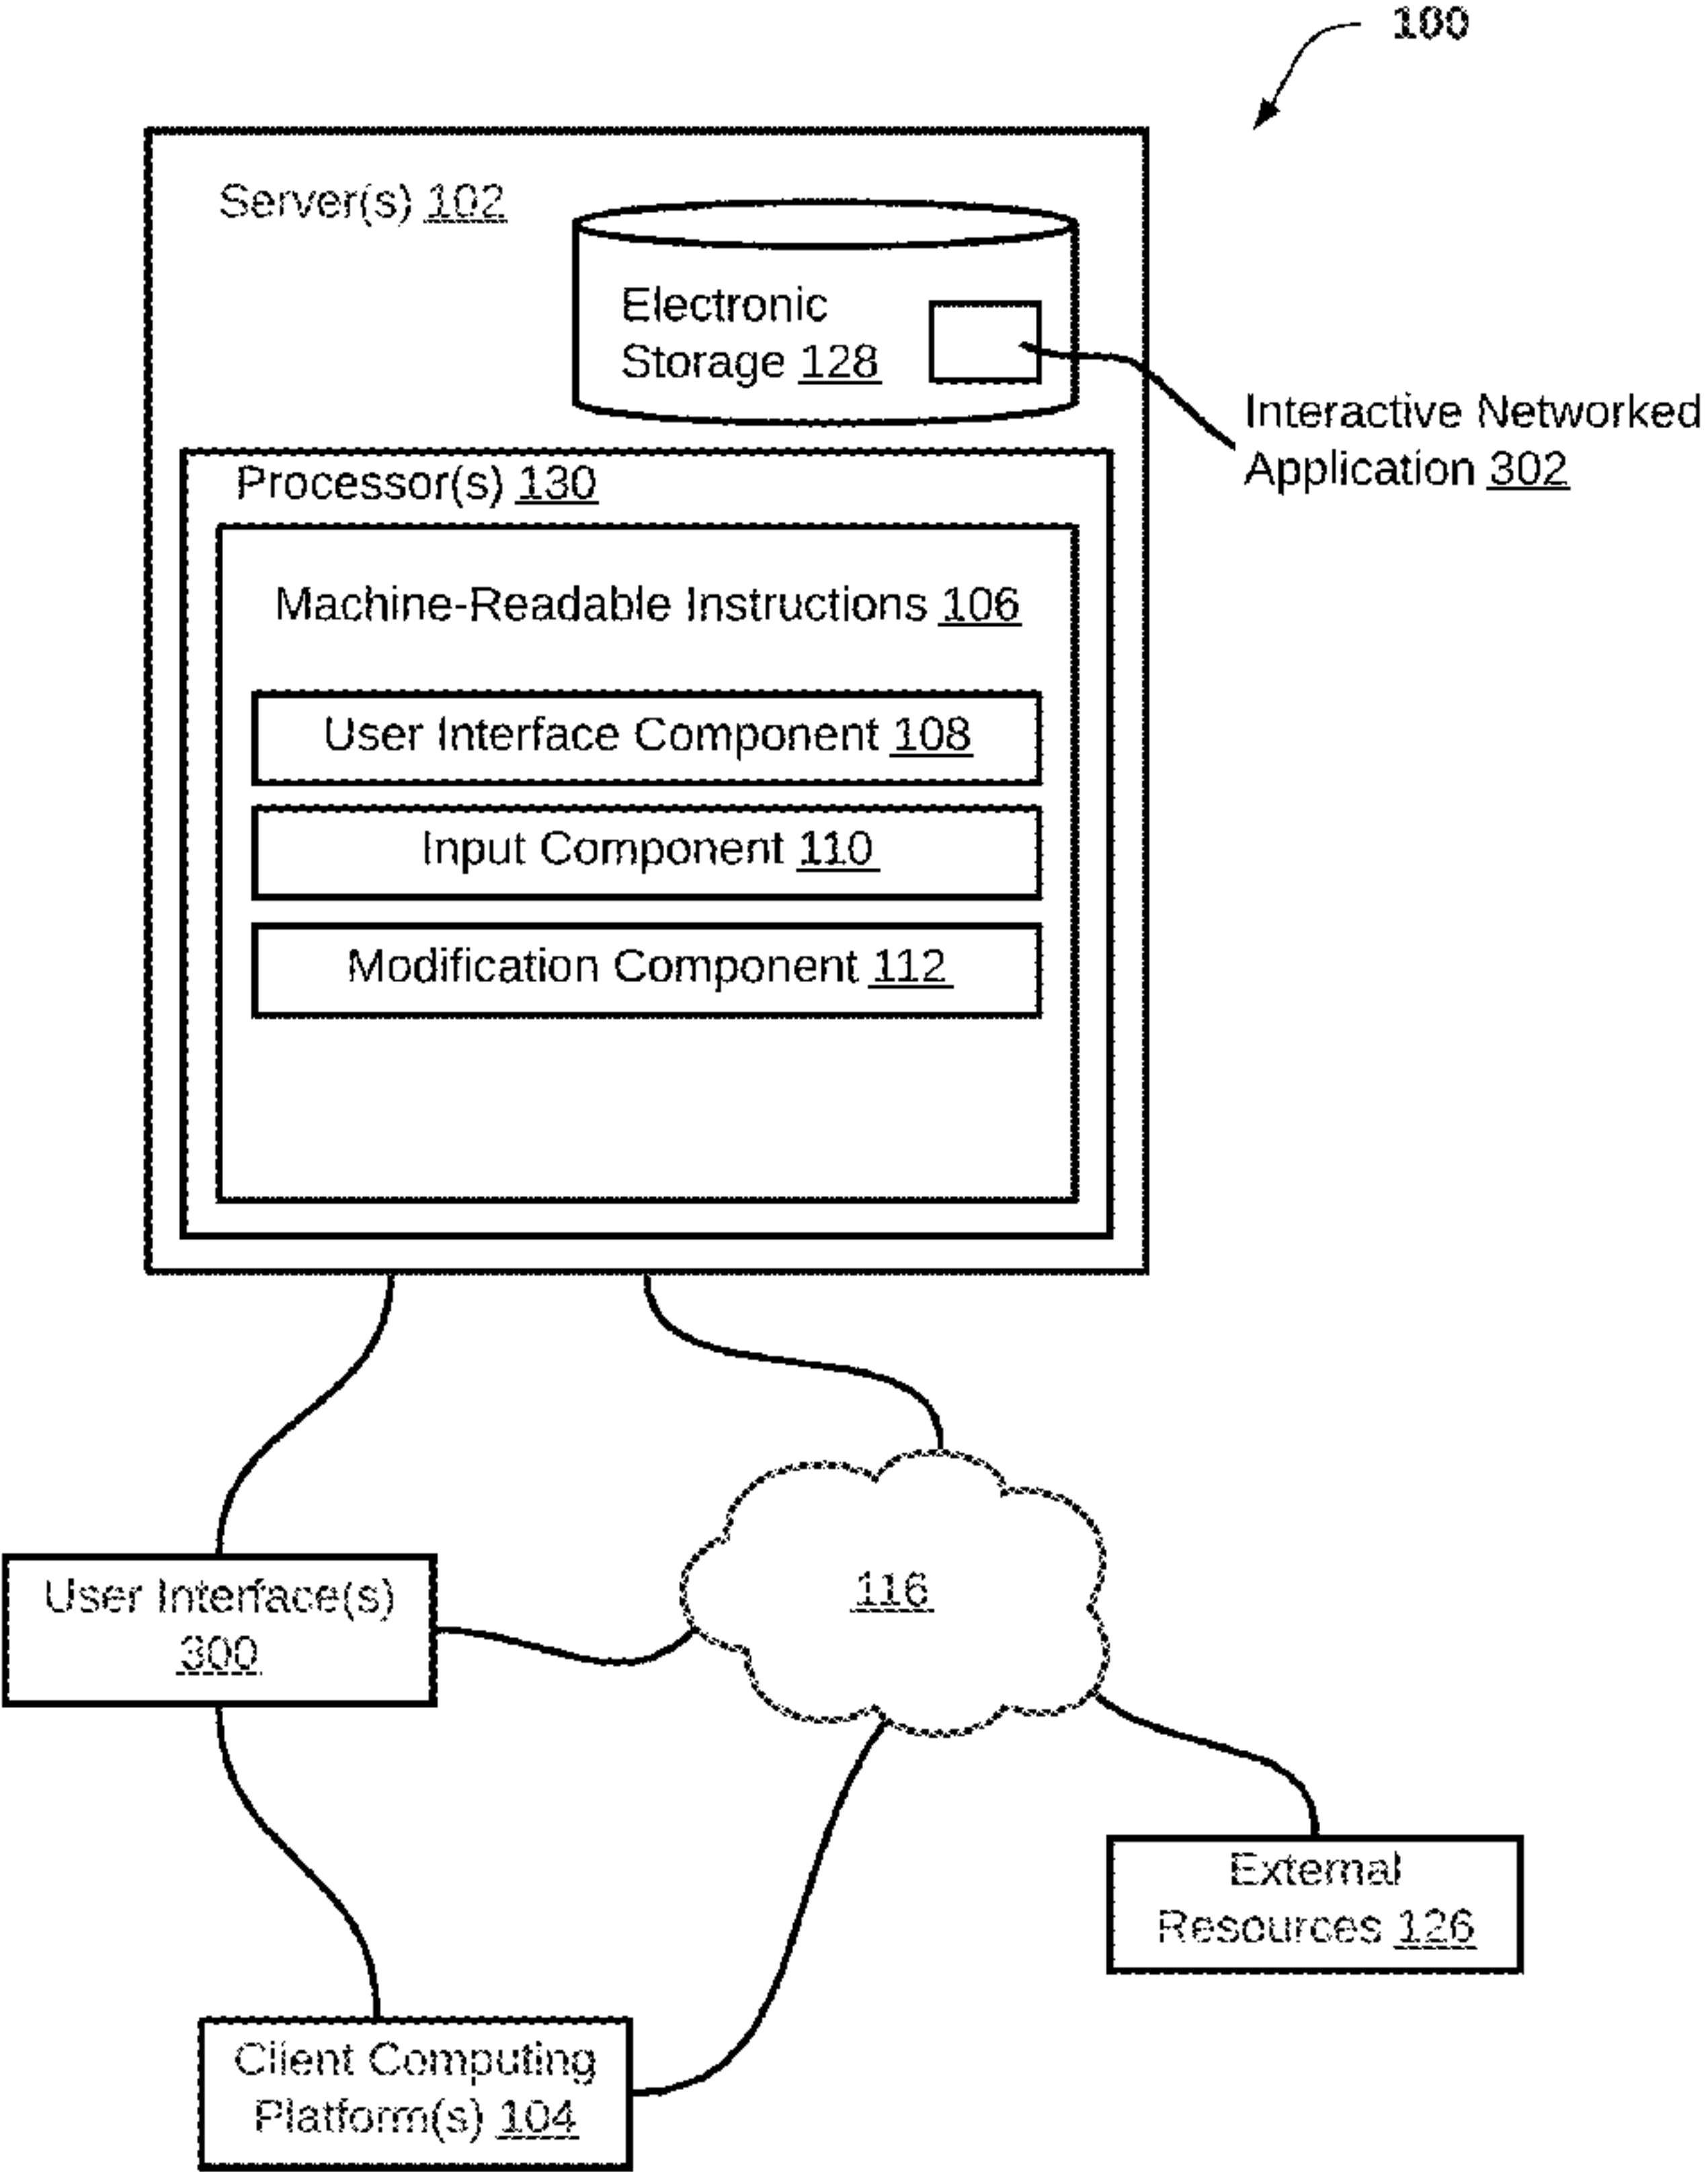 100
Server(s) 102
Electronic
Storage 128
Interactive Networked
Application 302
Processor(s) 130
Machine-Readable Instructions 106
User Interface Component 108
Input Component 110
Modification Component 112
User Interface(s)
300
116
External
Resources 126
Client Computing
Platform(s) 104